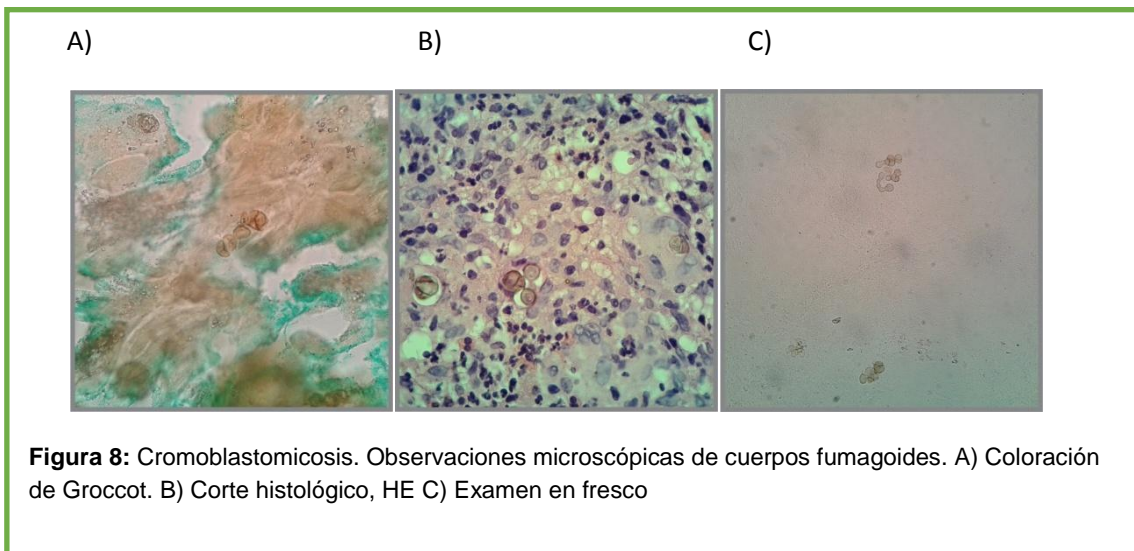 A) B) C)
Figura 8: Cromoblastomicosis. Observaciones microscópicas de cuerpos fumagoides. A) Coloración
de Groccot. B) Corte histológico, HE C) Examen en fresco